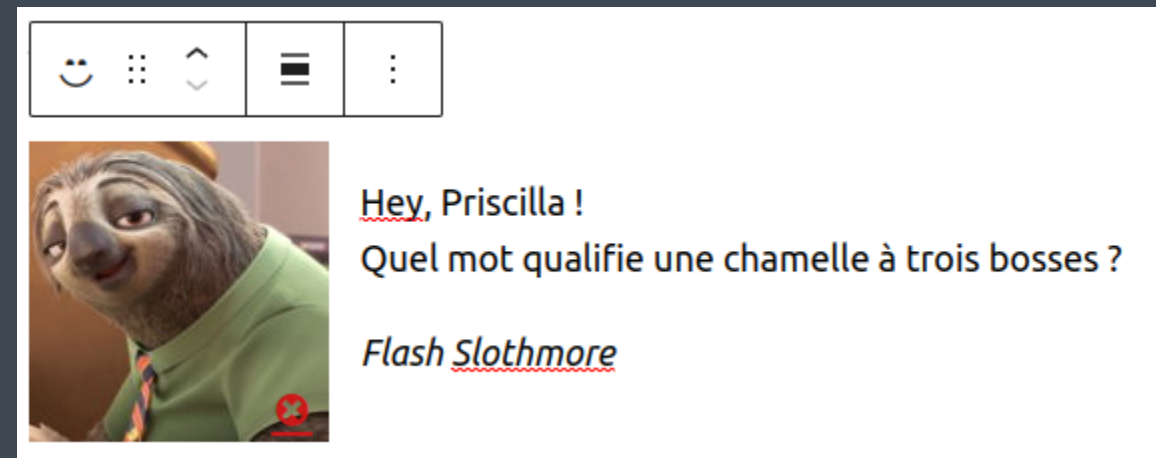 Hey, Priscilla !
Quel mot qualifie une chamelle à trois bosses ?
Flash Slothmore